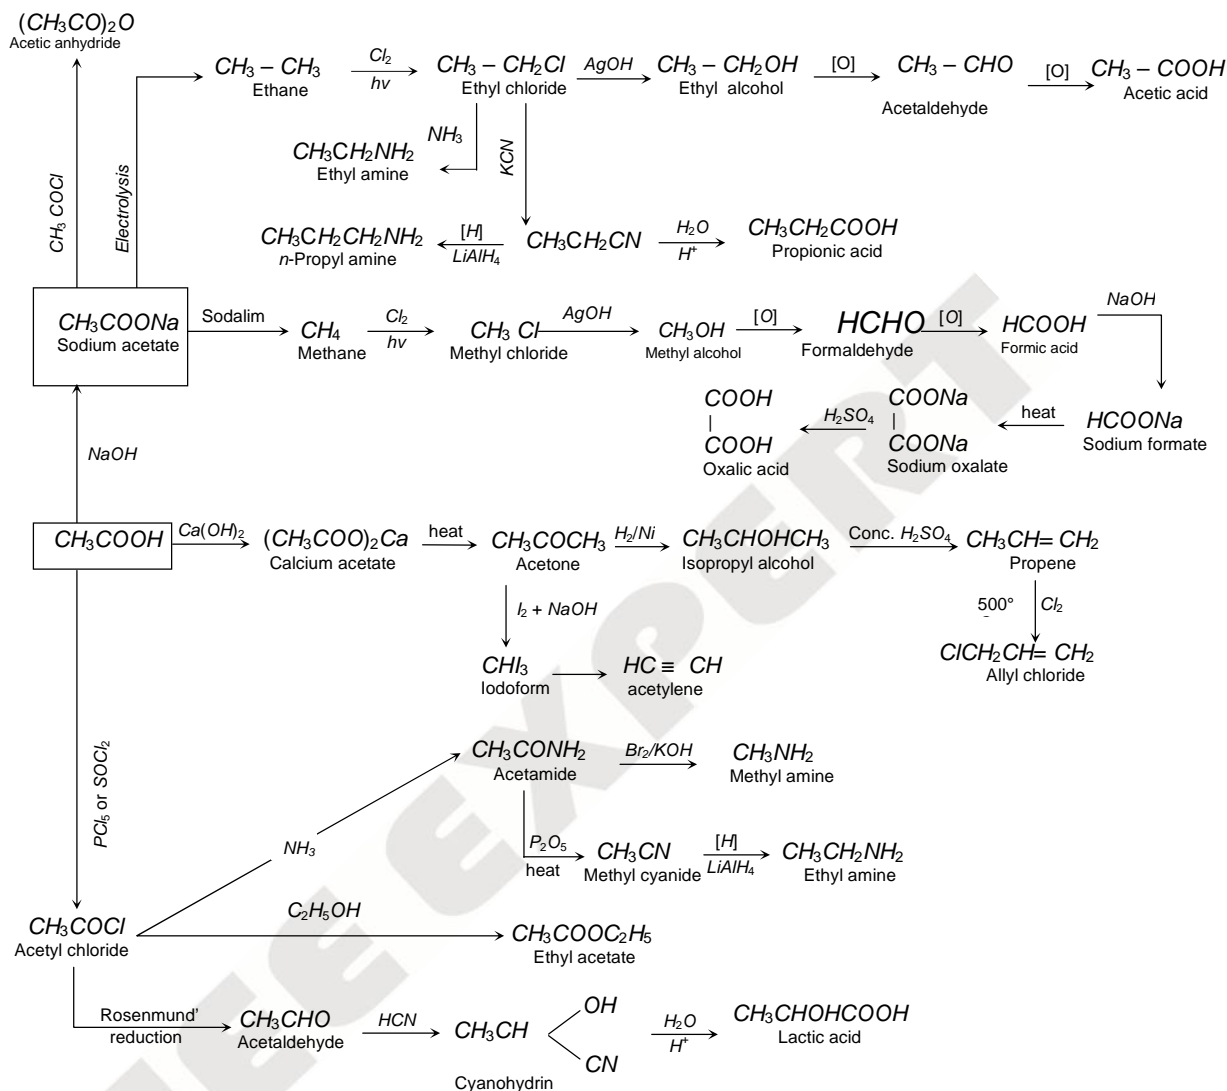 (CH₃CO)₂O
Acetic anhydride
CH₃ – CH₃
Ethane
Cl₂
hv
CH₃ – CH₂Cl
Ethyl chloride
AgOH
CH₃ – CH₂OH
Ethyl alcohol
[O]
CH₃ – CHO
Acetaldehyde
[O]
CH₃ – COOH
Acetic acid
NH₃
CH₃CH₂NH₂
Ethyl amine
KCN
CH₃ COCl
Electrolysis
CH₃CH₂CH₂NH₂
n-Propyl amine
[H]
LiAlH₄
CH₃CH₂CN
H₂O
H⁺
CH₃CH₂COOH
Propionic acid
CH₃COONa
Sodium acetate
Sodalim
CH₄
Methane
Cl₂
hv
CH₃ Cl
Methyl chloride
AgOH
CH₃OH
Methyl alcohol
[O]
HCHO
Formaldehyde
[O]
HCOOH
Formic acid
NaOH
COOH
|
COOH
Oxalic acid
H₂SO₄
COONa
|
COONa
Sodium oxalate
heat
HCOONa
Sodium formate
NaOH
CH₃COOH
Ca(OH)₂
(CH₃COO)₂Ca
Calcium acetate
heat
CH₃COCH₃
Acetone
H₂/Ni
CH₃CHOHCH₃
Isopropyl alcohol
Conc. H₂SO₄
CH₃CH= CH₂
Propene
I₂ + NaOH
500°
Cl₂
CHI₃
Iodoform
HC ≡ CH
acetylene
ClCH₂CH= CH₂
Allyl chloride
PCl₅ or SOCl₂
NH₃
CH₃CONH₂
Acetamide
Br₂/KOH
CH₃NH₂
Methyl amine
P₂O₅
heat
CH₃CN
Methyl cyanide
[H]
LiAlH₄
CH₃CH₂NH₂
Ethyl amine
CH₃COCl
Acetyl chloride
C₂H₅OH
CH₃COOC₂H₅
Ethyl acetate
Rosenmund'
reduction
CH₃CHO
Acetaldehyde
HCN
CH₃CH
OH
CN
Cyanohydrin
H₂O
H⁺
CH₃CHOHCOOH
Lactic acid
EE EXPERT